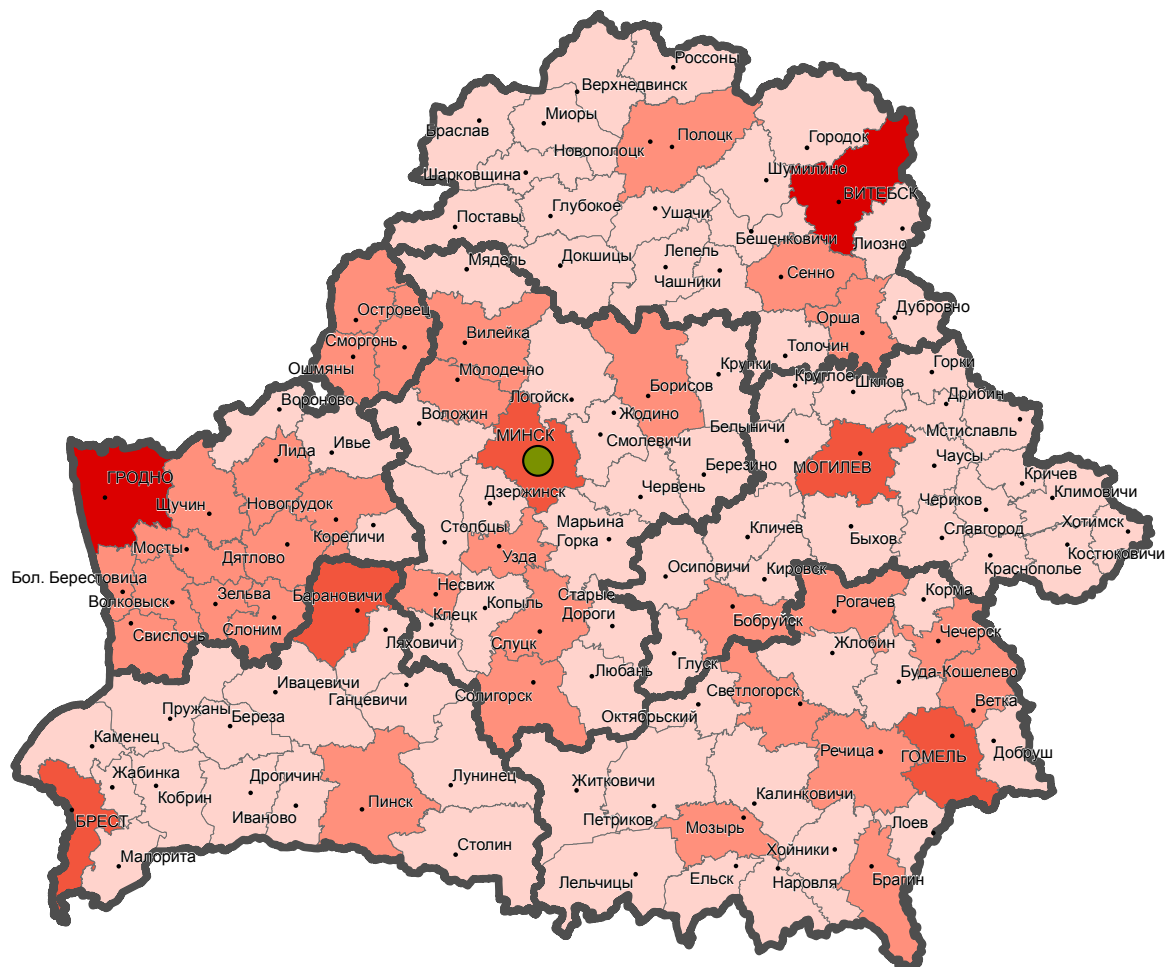 Россоны
Верхнедвинск
Миоры
Браслав
Полоцк
Городок
Новополоцк
Шумилино
Шарковщина
ВИТЕБСК
Глубокое
Ушачи
Поставы
Бешенковичи
Лиозно
Лепель
Докшицы
Мядель
Чашники
Сенно
Дубровно
Островец
Орша
Вилейка
Сморгонь
Толочин
Ошмяны
Молодечно
Крупки
Горки
Борисов
Круглое
Шклов
Логойск
Дрибин
Вороново
Воложин
Жодино
Белыничи
Мстиславль
МИНСК
Смолевичи
Ивье
Лида
Чаусы
Березино
МОГИЛЕВ
Кричев
ГРОДНО
Червень
Дзержинск
Климовичи
Щучин
Новогрудок
Чериков
Марьина
Горка
Столбцы
Кличев
Славгород
Хотимск
Кореличи
Быхов
Мосты
Дятлово
Узда
Костюковичи
Осиповичи
Краснополье
Бол. Берестовица
Кировск
Несвиж
Корма
Зельва
Барановичи
Старые
Дороги
Волковыск
Копыль
Рогачев
Клецк
Бобруйск
Слоним
Свислочь
Чечерск
Ляховичи
Слуцк
Жлобин
Глуск
Любань
Буда-Кошелево
Ивацевичи
Светлогорск
Солигорск
Ганцевичи
Ветка
Пружаны
Береза
Октябрьский
Каменец
Речица
ГОМЕЛЬ
Добруш
Жабинка
Дрогичин
Лунинец
Житковичи
Кобрин
Калинковичи
Пинск
Иваново
БРЕСТ
Петриков
Мозырь
Лоев
Столин
Хойники
Малорита
Ельск
Лельчицы
Наровля
Брагин